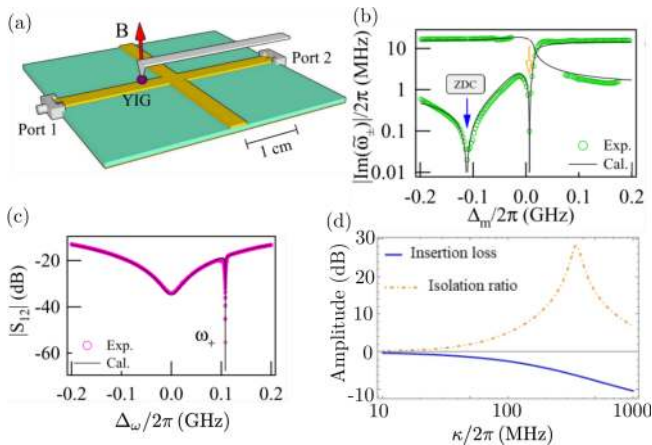 (a)
B
Port 2
YIG
Port 1
1 cm
(b)
|Im(ω̃±)|/2π (MHz)
10
1
0.1
0.01
ZDC
Exp.
Cal.
-0.2 -0.1 0.0 0.1 0.2
Δm/2π (GHz)
(c)
|S12| (dB)
-20
-40
-60
ω+
Exp.
Cal.
-0.2 -0.1 0.0 0.1 0.2
Δω/2π (GHz)
(d)
Amplitude (dB)
30
20
10
0
-10
Insertion loss
Isolation ratio
10 100 1000
κ/2π (MHz)